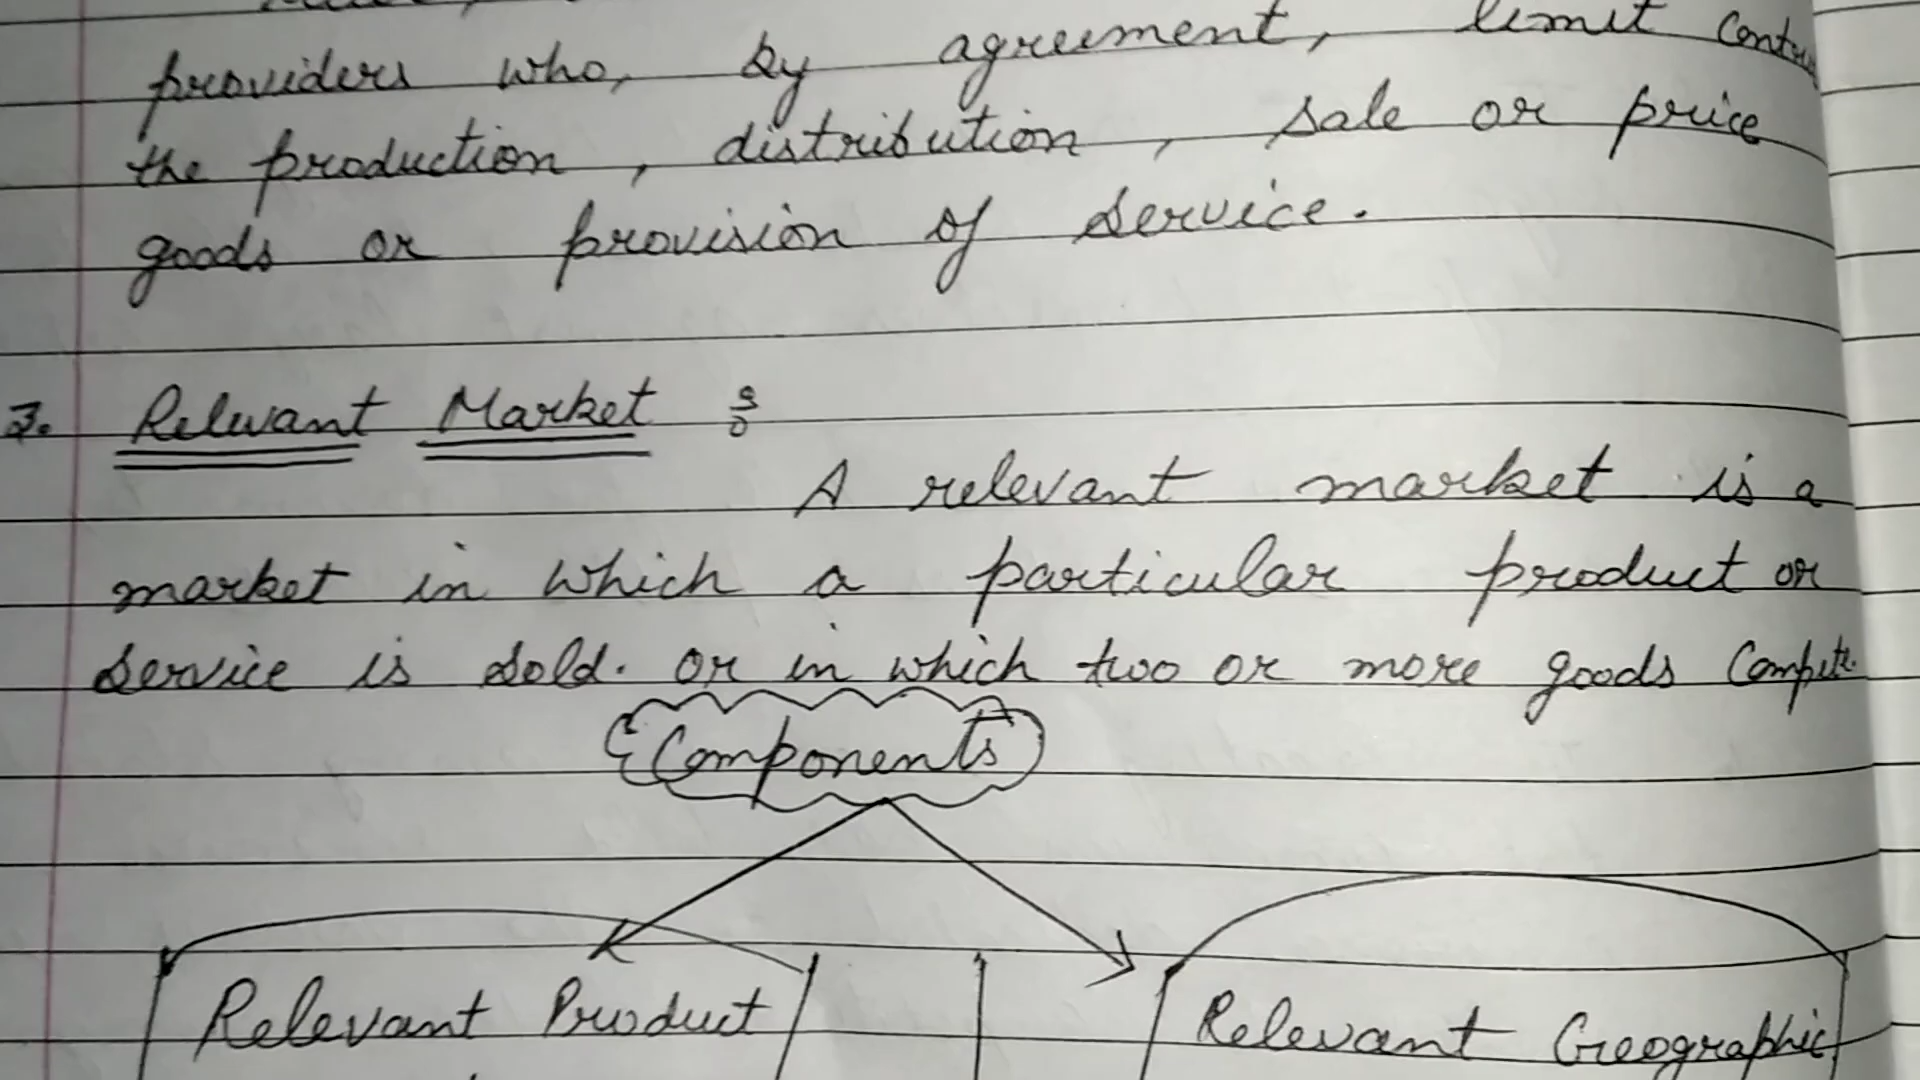 providers who, by agreement, limit
the production, distribution, sale or price
goods or provision of service.
3. Relevant Market :
A relevant market is a
market in which a particular product or
service is sold. or in which two or more goods compete.
Components
Relevant Product
Relevant Geographic